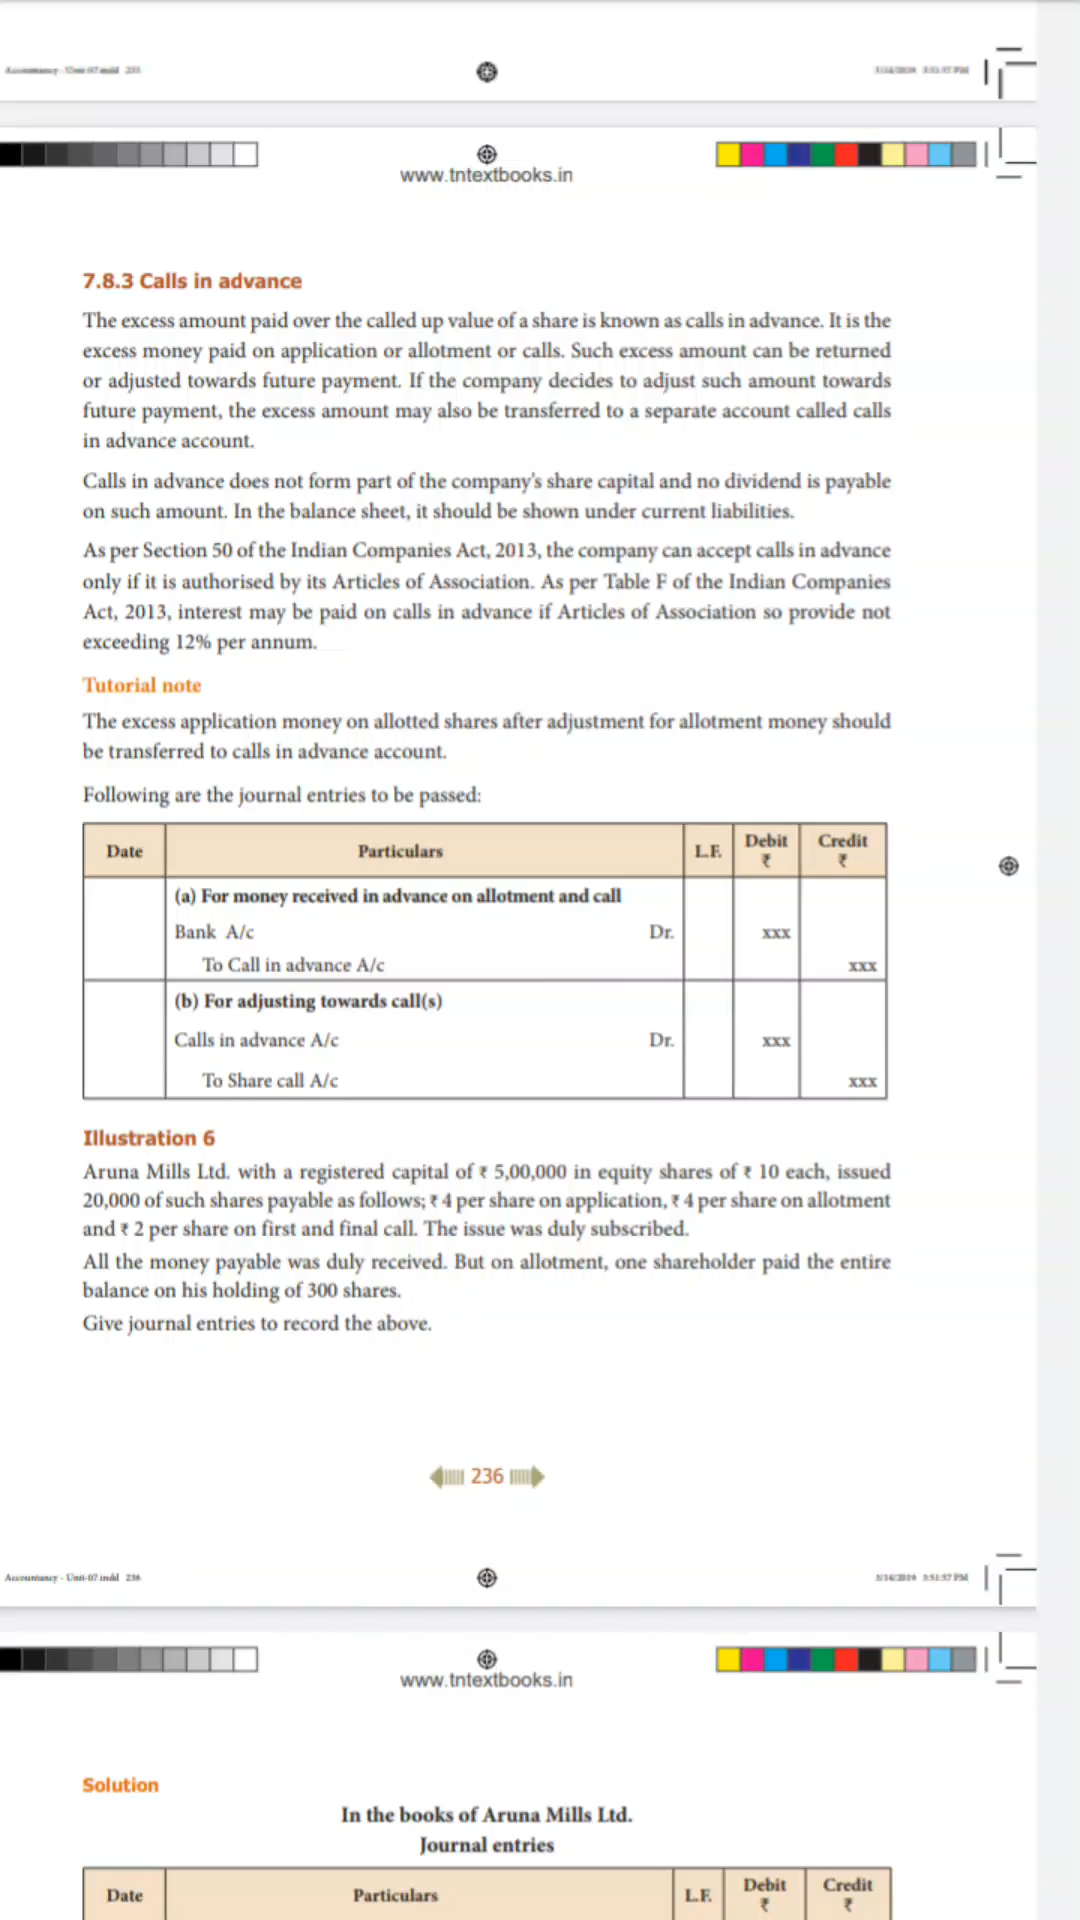 Accountancy - Unit-07.indd 235
www.tntextbooks.in
7.8.3 Calls in advance
The excess amount paid over the called up value of a share is known as calls in advance. It is the
excess money paid on application or allotment or calls. Such excess amount can be returned
or adjusted towards future payment. If the company decides to adjust such amount towards
future payment, the excess amount may also be transferred to a separate account called calls
in advance account.
Calls in advance does not form part of the company's share capital and no dividend is payable
on such amount. In the balance sheet, it should be shown under current liabilities.
As per Section 50 of the Indian Companies Act, 2013, the company can accept calls in advance
only if it is authorised by its Articles of Association. As per Table F of the Indian Companies
Act, 2013, interest may be paid on calls in advance if Articles of Association so provide not
exceeding 12% per annum.
Tutorial note
The excess application money on allotted shares after adjustment for allotment money should
be transferred to calls in advance account.
Following are the journal entries to be passed:
Date Particulars L.F. Debit ₹ Credit ₹
(a) For money received in advance on allotment and call
Bank A/c Dr. xxx
To Call in advance A/c xxx
(b) For adjusting towards call(s)
Calls in advance A/c Dr. xxx
To Share call A/c xxx
Illustration 6
Aruna Mills Ltd. with a registered capital of ₹ 5,00,000 in equity shares of ₹ 10 each, issued
20,000 of such shares payable as follows; ₹ 4 per share on application, ₹ 4 per share on allotment
and ₹ 2 per share on first and final call. The issue was duly subscribed.
All the money payable was duly received. But on allotment, one shareholder paid the entire
balance on his holding of 300 shares.
Give journal entries to record the above.
236
Accountancy - Unit-07.indd 236 3/14/2019 3:51:57 PM
www.tntextbooks.in
Solution
In the books of Aruna Mills Ltd.
Journal entries
Date Particulars L.F. Debit ₹ Credit ₹